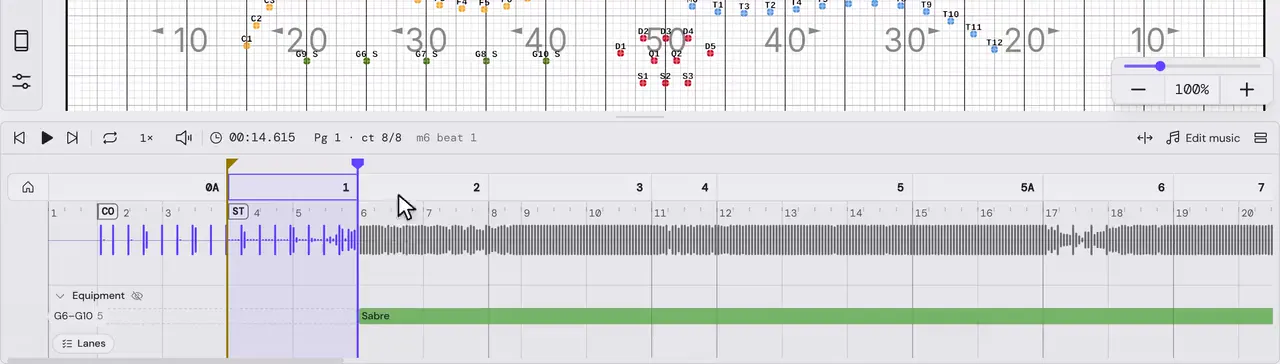 C3 F4 F5
C2 T1 T3 T2 T4 T9
T10
C1 10 20 30 40 50 40 30 20 10
D2 D3 D4 T11
G9 S G6 S G7 S G8 S G10 S D1 Q1 Q2 D5 T12
S1 S2 S3
100%
1× 00:14.615 Pg 1 · ct 8/8 m6 beat 1 Edit music
0A 1 2 3 4 5 5A 6 7
1 CO 2 3 ST 4 5 6 7 8 9 10 11 12 13 14 15 16 17 18 19 20
Equipment
G6–G10 5 Sabre
Lanes